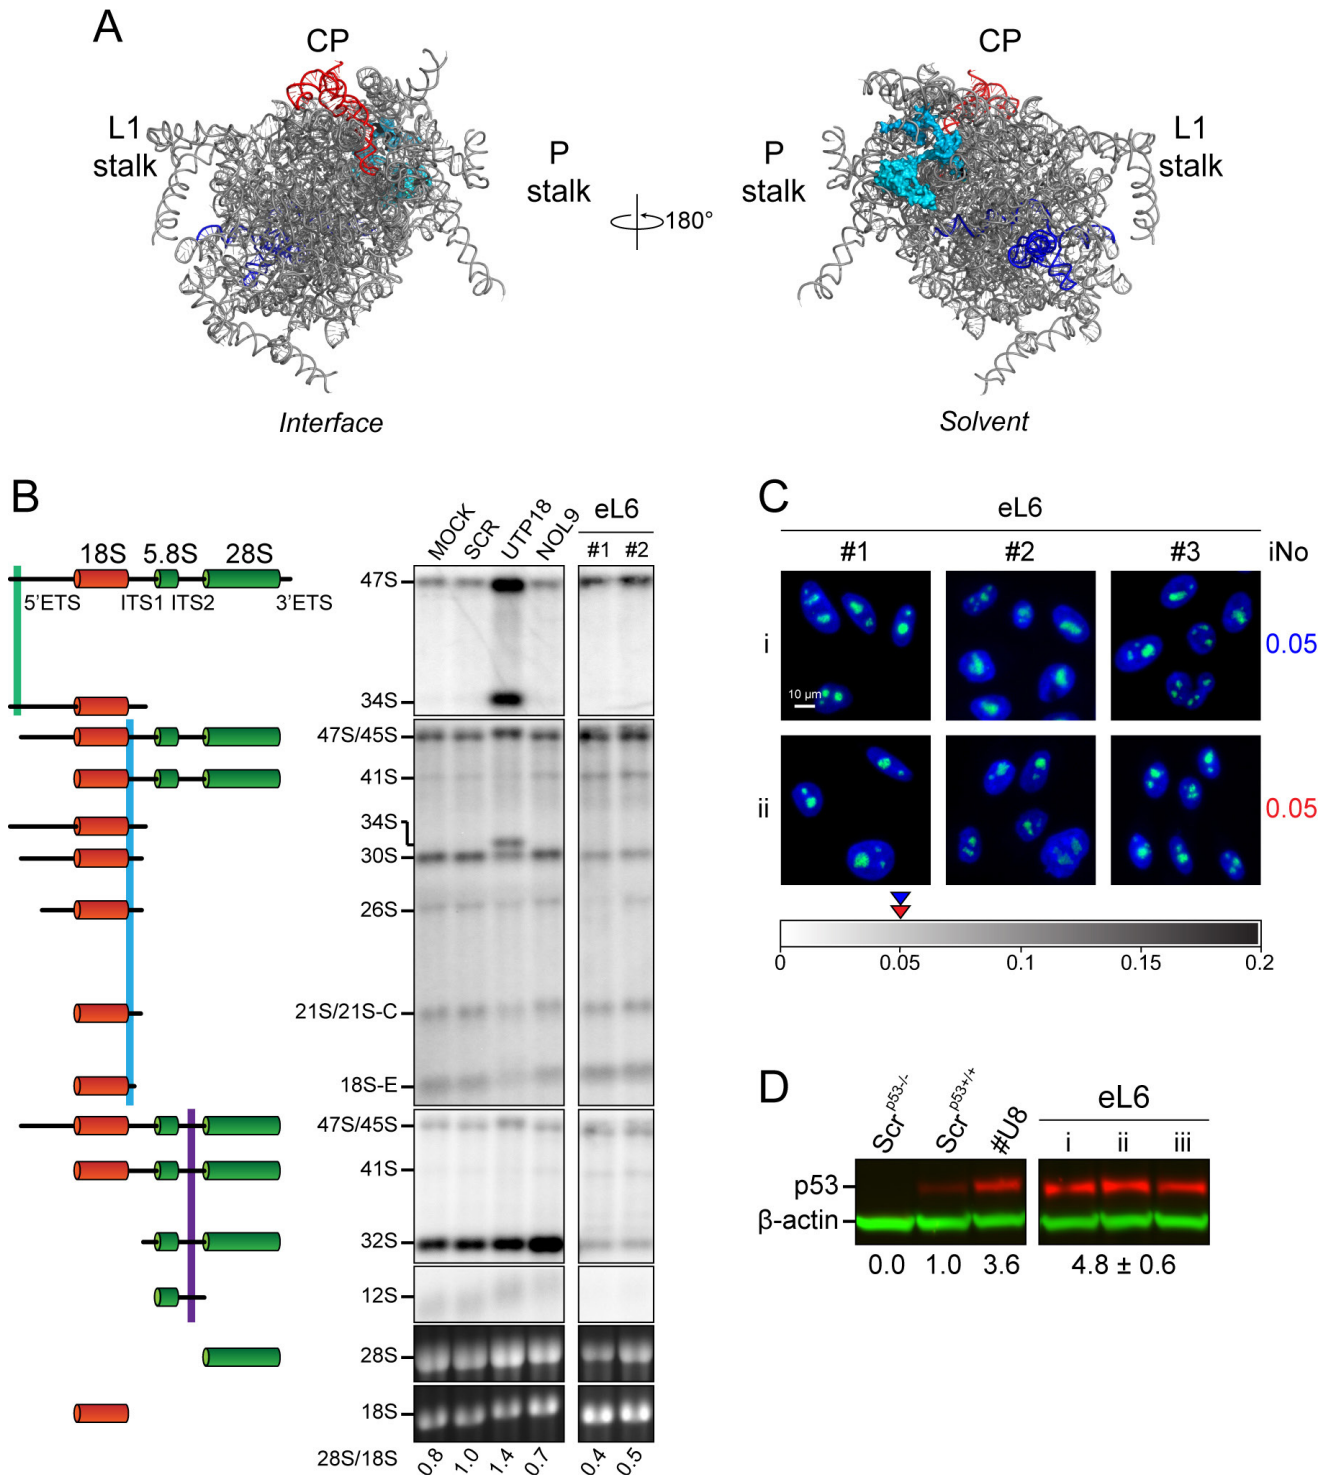 A
CP
CP
L1
stalk
P
stalk
180°
P
stalk
L1
stalk
Interface
Solvent
B
MOCK
SCR
UTP18
NOL9
eL6
#1
#2
18S
5.8S
28S
5'ETS
ITS1
ITS2
3'ETS
47S
34S
47S/45S
41S
34S
30S
26S
21S/21S-C
18S-E
47S/45S
41S
32S
12S
28S
18S
28S/18S
0.8
1.0
1.4
0.7
0.4
0.5
C
eL6
#1
#2
#3
iNo
i
10 µm
0.05
ii
0.05
0
0.05
0.1
0.15
0.2
D
Scr p53-/-
Scr p53+/+
#U8
eL6
i
ii
iii
p53
β-actin
0.0
1.0
3.6
4.8 ± 0.6